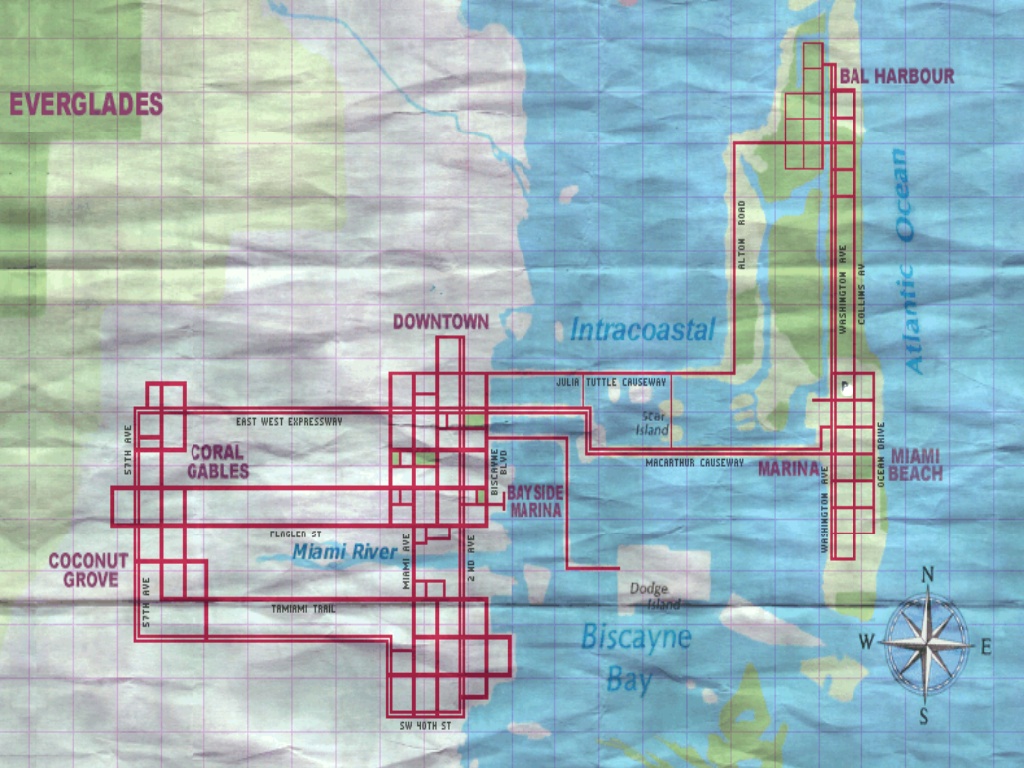 BAL HARBOUR
EVERGLADES
Atlantic Ocean
ALTON ROAD
WASHINGTON AVE
COLLINS AV
DOWNTOWN
Intracoastal
JULIA TUTTLE CAUSEWAY
P
EAST WEST EXPRESSWAY
Star
Island
57TH AVE
CORAL
GABLES
BISCAYNE
BLVD
MACARTHUR CAUSEWAY
MARINA
OCEAN DRIVE
MIAMI
BEACH
BAYSIDE
MARINA
WASHINGTON AVE
FLAGLER ST
Miami River
MIAMI AVE
2ND AVE
COCONUT
GROVE
57TH AVE
TAMIAMI TRAIL
Dodge
Island
N
W
E
S
Biscayne
Bay
SW 40TH ST